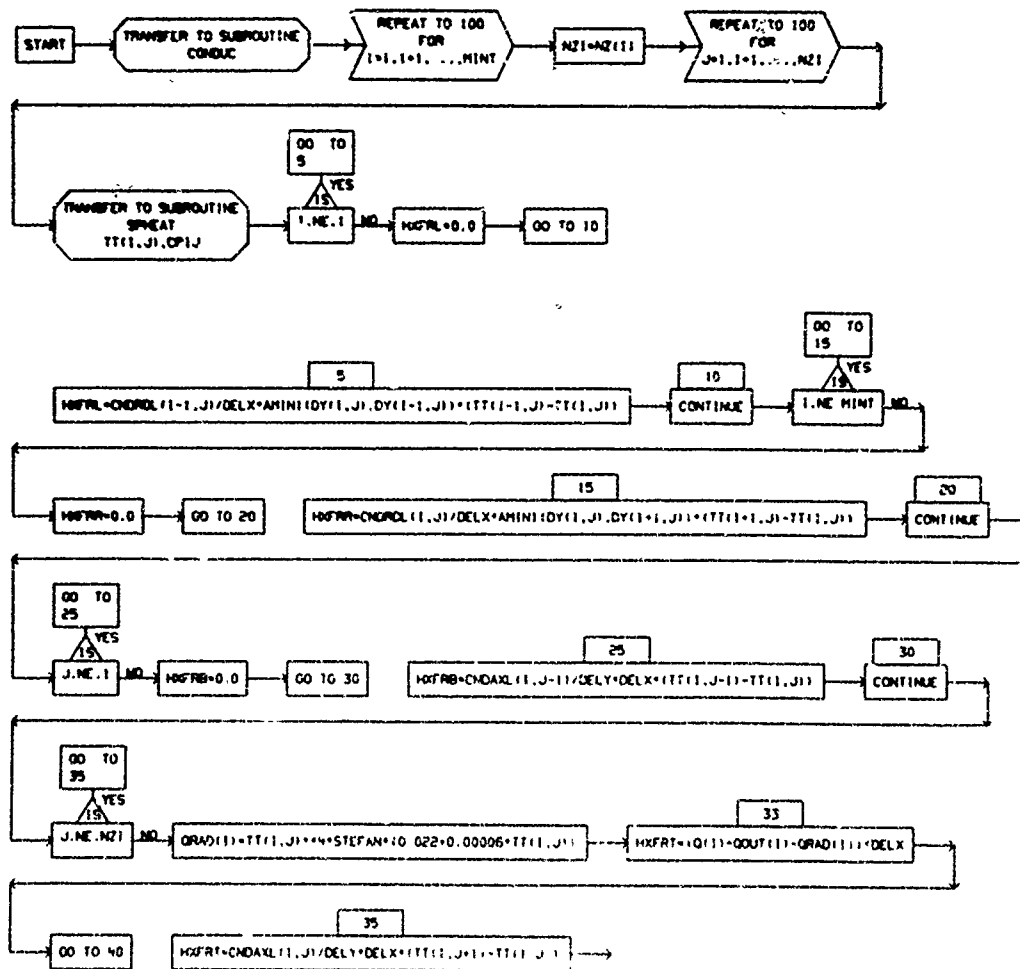 START
TRANSFER TO SUBROUTINE
CONDUC
REPEAT TO 100
FOR
I=1,I+1,...,MINT
NZI=NZ(I)
REPEAT TO 100
FOR
J=1,I+1,...,NZI
GO TO
5
YES
IS
TRANSFER TO SUBROUTINE
SPHEAT
TT(I,J),CPIJ
I.NE.1
NO
HXFRL=0.0
GO TO 10
GO TO
15
YES
IS
5
10
HXFRL=CNDRDL(I-1,J)/DELX*AMIN1(DY(I,J),DY(I-1,J))*(TT(I-1,J)-TT(I,J))
CONTINUE
I.NE.MINT
NO
15
20
HXFRR=0.0
GO TO 20
HXFRR=CNDRDL(I,J)/DELX*AMIN1(DY(I,J),DY(I+1,J))*(TT(I+1,J)-TT(I,J))
CONTINUE
GO TO
25
YES
IS
25
30
J.NE.1
NO
HXFRB=0.0
GO TO 30
HXFRB=CNDAXL(I,J-1)/DELY*DELX*(TT(I,J-1)-TT(I,J))
CONTINUE
GO TO
35
YES
IS
33
J.NE.NZI
NO
QRAD(I)=TT(I,J)**4*STEFAN*(0.022+0.00006*TT(I,J))
HXFRT=(Q(I)-QOUT(I)-QRAD(I))*DELX
35
GO TO 40
HXFRT=CNDAXL(I,J)/DELY*DELX*(TT(I,J+1)-TT(I,J))